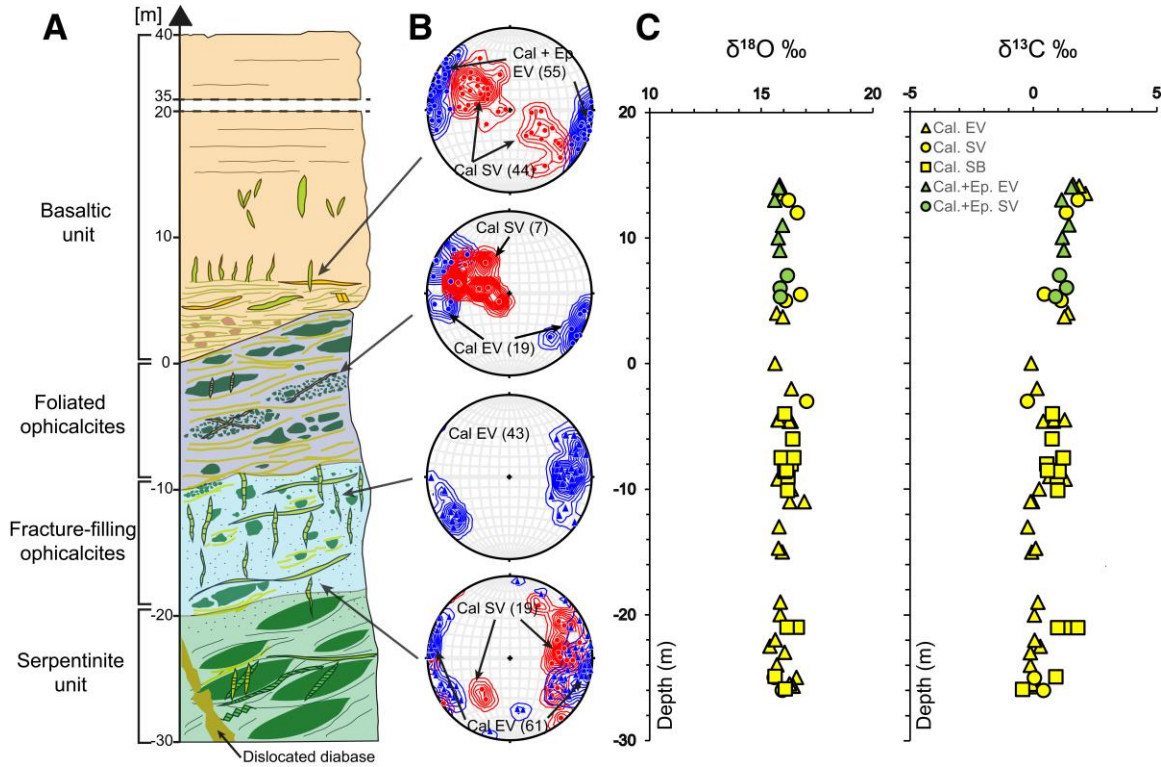 A
[m]
40
35
20
10
0
-10
-20
-30
Basaltic
unit
Foliated
ophicalcites
Fracture-filling
ophicalcites
Serpentinite
unit
Dislocated diabase
B
Cal + Ep
EV (55)
Cal SV (44)
Cal SV (7)
Cal EV (19)
Cal EV (43)
Cal SV (19)
Cal EV (61)
C
δ18O ‰
10
15
20
20
10
0
-10
-20
-30
Depth (m)
δ13C ‰
-5
0
5
Cal. EV
Cal. SV
Cal. SB
Cal.+Ep. EV
Cal.+Ep. SV
Depth (m)